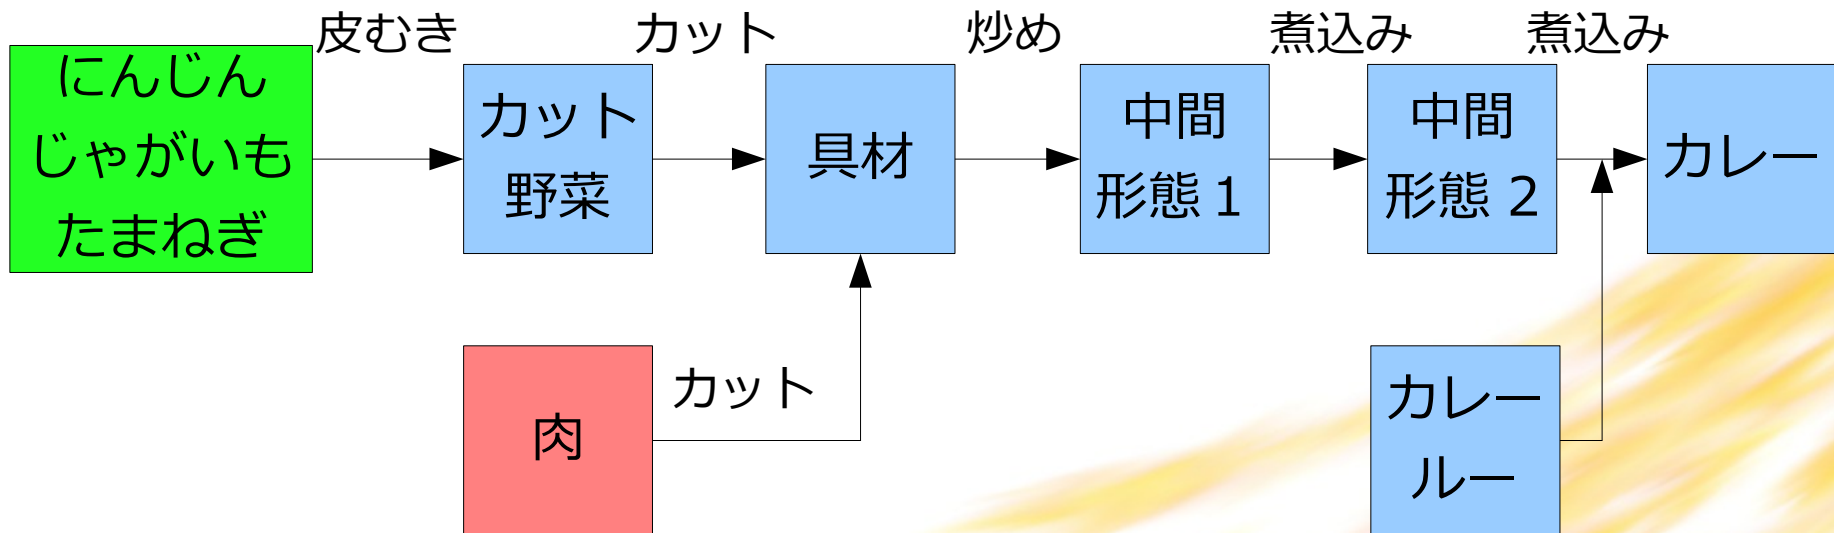 皮むき
カット
炒め
煮込み
煮込み
にんじん
じゃがいも
たまねぎ
カット
野菜
具材
中間
形態1
中間
形態2
カレー
肉
カット
カレー
ルー